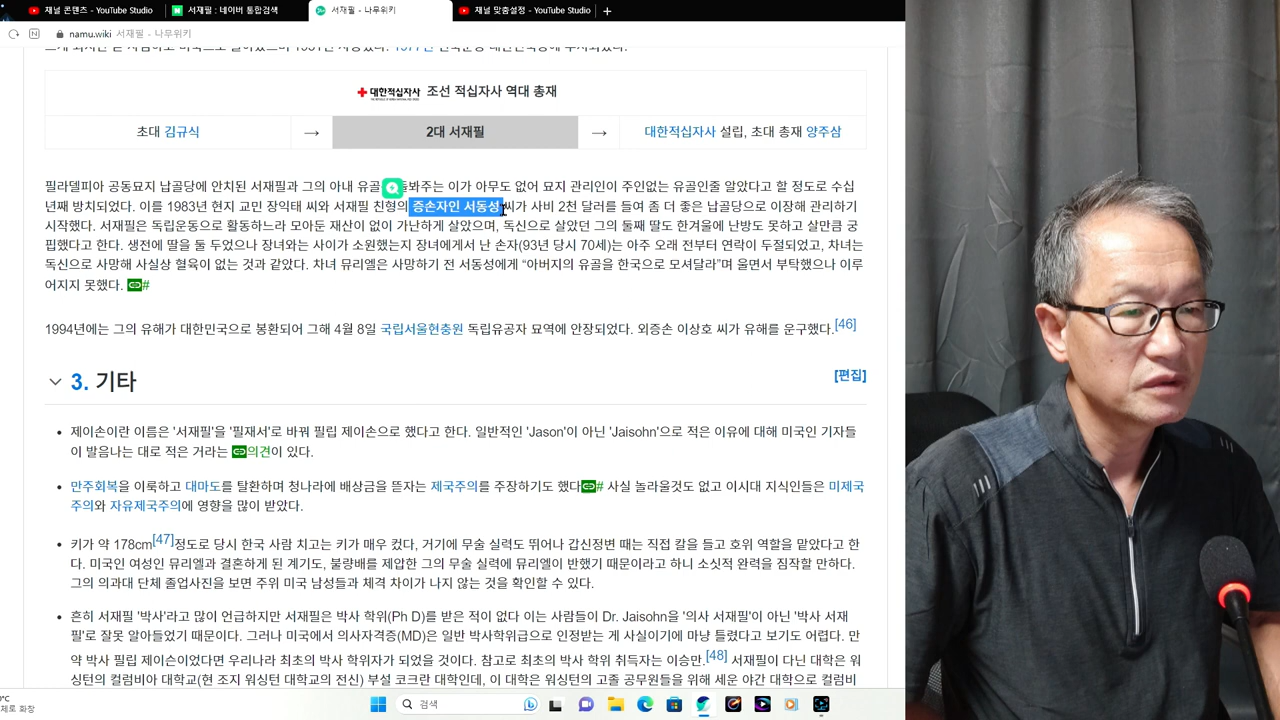 채널 콘텐츠 - YouTube Studio
서재필 : 네이버 통합검색
서재필 - 나무위키
채널 맞춤설정 - YouTube Studio
namu.wiki 서재필 - 나무위키
대한적십자사 조선 적십자사 역대 총재
초대 김규식 → 2대 서재필 → 대한적십자사 설립, 초대 총재 양주삼
필라델피아 공동묘지 납골당에 안치된 서재필과 그의 아내 유골 돌봐주는 이가 아무도 없어 묘지 관리인이 주인없는 유골인줄 알았다고 할 정도로 수십
년째 방치되었다. 이를 1983년 현지 교민 장익태 씨와 서재필 친형의 증손자인 서동성 씨가 사비 2천 달러를 들여 좀 더 좋은 납골당으로 이장해 관리하기
시작했다. 서재필은 독립운동으로 활동하느라 모아둔 재산이 없이 가난하게 살았으며, 독신으로 살았던 그의 둘째 딸도 한겨울에 난방도 못하고 살만큼 궁
핍했다고 한다. 생전에 딸을 둘 두었으나 장녀와는 사이가 소원했는지 장녀에게서 난 손자(93년 당시 70세)는 아주 오래 전부터 연락이 두절되었고, 차녀는
독신으로 사망해 사실상 혈육이 없는 것과 같았다. 차녀 뮤리엘은 사망하기 전 서동성에게 “아버지의 유골을 한국으로 모셔달라”며 울면서 부탁했으나 이루
어지지 못했다. #
1994년에는 그의 유해가 대한민국으로 봉환되어 그해 4월 8일 국립서울현충원 독립유공자 묘역에 안장되었다. 외증손 이상호 씨가 유해를 운구했다.[46]
3. 기타
[편집]
• 제이손이란 이름은 '서재필'을 '필재서'로 바꿔 필립 제이손으로 했다고 한다. 일반적인 'Jason'이 아닌 'Jaisohn'으로 적은 이유에 대해 미국인 기자들
이 발음나는 대로 적은 거라는 의견이 있다.
• 만주회복을 이룩하고 대마도를 탈환하며 청나라에 배상금을 뜯자는 제국주의를 주장하기도 했다# 사실 놀라울것도 없고 이시대 지식인들은 미제국
주의와 자유제국주의에 영향을 많이 받았다.
• 키가 약 178cm[47]정도로 당시 한국 사람 치고는 키가 매우 컸다, 거기에 무술 실력도 뛰어나 갑신정변 때는 직접 칼을 들고 호위 역할을 맡았다고 한
다. 미국인 여성인 뮤리엘과 결혼하게 된 계기도, 불량배를 제압한 그의 무술 실력에 뮤리엘이 반했기 때문이라고 하니 소싯적 완력을 짐작할 만하다.
그의 의과대 단체 졸업사진을 보면 주위 미국 남성들과 체격 차이가 나지 않는 것을 확인할 수 있다.
• 흔히 서재필 '박사'라고 많이 언급하지만 서재필은 박사 학위(Ph D)를 받은 적이 없다 이는 사람들이 Dr. Jaisohn을 '의사 서재필'이 아닌 '박사 서재
필'로 잘못 알아들었기 때문이다. 그러나 미국에서 의사자격증(MD)은 일반 박사학위급으로 인정받는 게 사실이기에 마냥 틀렸다고 보기도 어렵다. 만
약 박사 필립 제이슨이었다면 우리나라 최초의 박사 학위자가 되었을 것이다. 참고로 최초의 박사 학위 취득자는 이승만.[48] 서재필이 다닌 대학은 워
싱턴의 컬럼비아 대학교(현 조지 워싱턴 대학교의 전신) 부설 코크란 대학인데, 이 대학은 워싱턴의 고졸 공무원들을 위해 세운 야간 대학으로 컬럼비
검색